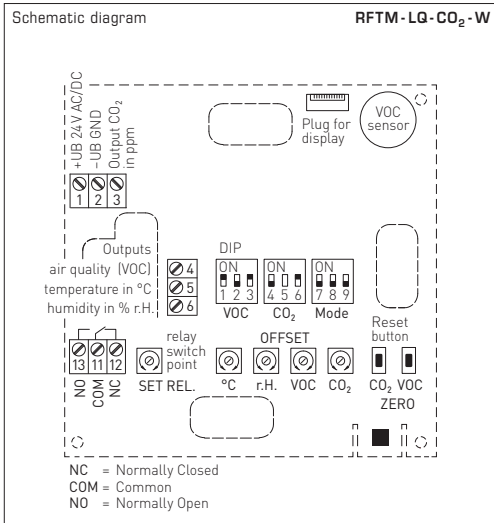 Schematic diagram
RFTM-LQ-CO₂-W
+UB 24V AC/DC
–UB GND
Output CO₂
in ppm
1 2 3
Plug for
display
VOC
sensor
Outputs
air quality (VOC)
temperature in °C
humidity in % r.H.
4
5
6
DIP
ON ON ON
1 2 3 4 5 6 7 8 9
VOC CO₂ Mode
13 11 12
NO
COM
NC
relay
switch
point
SET REL.
OFFSET
°C r.H. VOC CO₂
Reset
button
CO₂ VOC
ZERO
NC = Normally Closed
COM = Common
NO = Normally Open